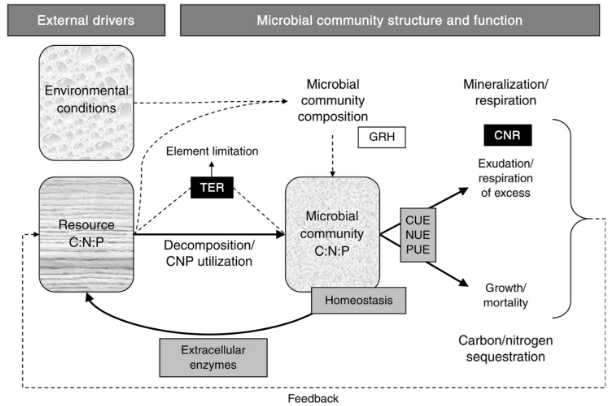 External drivers
Microbial community structure and function
Environmental
conditions
Microbial
community
composition
Mineralization/
respiration
GRH
CNR
Element limitation
Exudation/
respiration
of excess
TER
Resource
C:N:P
Microbial
community
C:N:P
CUE
NUE
PUE
Decomposition/
CNP utilization
Homeostasis
Growth/
mortality
Extracellular
enzymes
Carbon/nitrogen
sequestration
Feedback